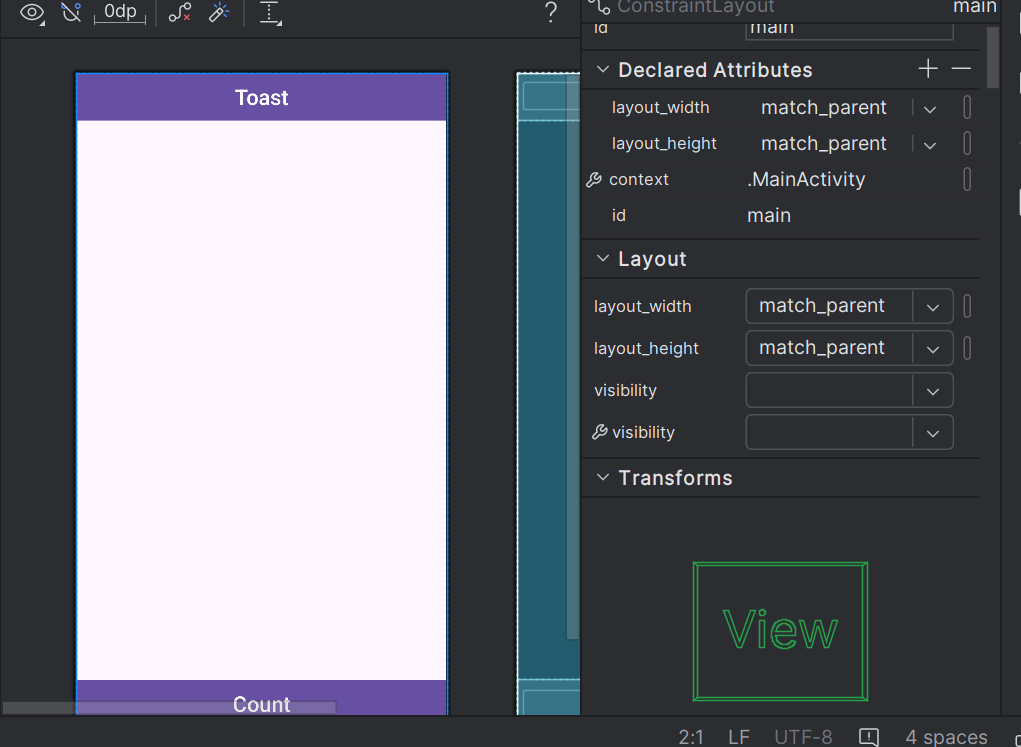 0dp
?
ConstraintLayout main
id main
Declared Attributes
layout_width match_parent
layout_height match_parent
context .MainActivity
id main
Layout
layout_width match_parent
layout_height match_parent
visibility
visibility
Transforms
View
Toast
Count
2:1 LF UTF-8 4 spaces